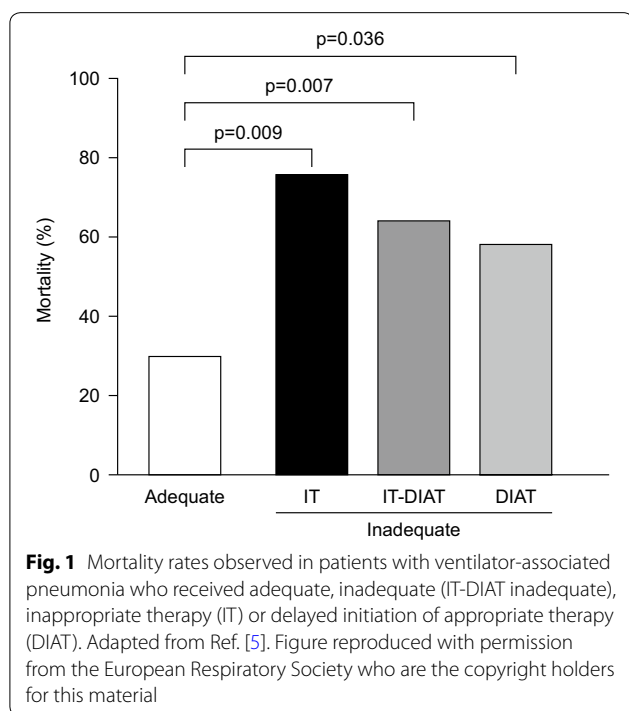 p=0.036
100
p=0.007
p=0.009
80
60
40
20
0
Mortality (%)
Adequate IT IT-DIAT DIAT
Inadequate
Fig. 1 Mortality rates observed in patients with ventilator-associated
pneumonia who received adequate, inadequate (IT-DIAT inadequate),
inappropriate therapy (IT) or delayed initiation of appropriate therapy
(DIAT). Adapted from Ref. [5]. Figure reproduced with permission
from the European Respiratory Society who are the copyright holders
for this material